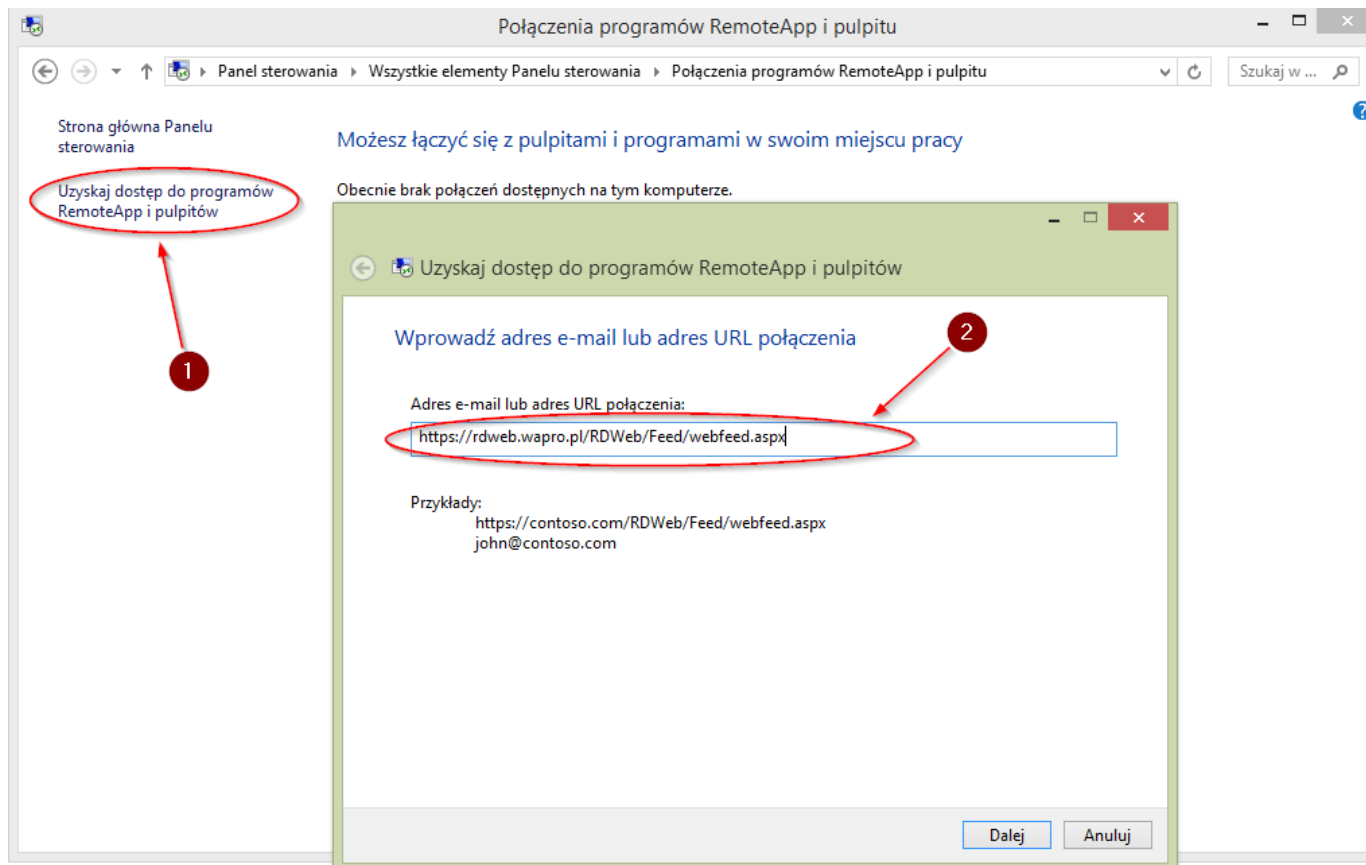 Połączenia programów RemoteApp i pulpitu
Panel sterowania Wszystkie elementy Panelu sterowania Połączenia programów RemoteApp i pulpitu
Szukaj w ...
?
Strona główna Panelu
sterowania
Możesz łączyć się z pulpitami i programami w swoim miejscu pracy
Uzyskaj dostęp do programów
RemoteApp i pulpitów
Obecnie brak połączeń dostępnych na tym komputerze.
1
Uzyskaj dostęp do programów RemoteApp i pulpitów
Wprowadź adres e-mail lub adres URL połączenia
2
Adres e-mail lub adres URL połączenia:
https://rdweb.wapro.pl/RDWeb/Feed/webfeed.aspx
Przykłady:
https://contoso.com/RDWeb/Feed/webfeed.aspx
john@contoso.com
Dalej
Anuluj